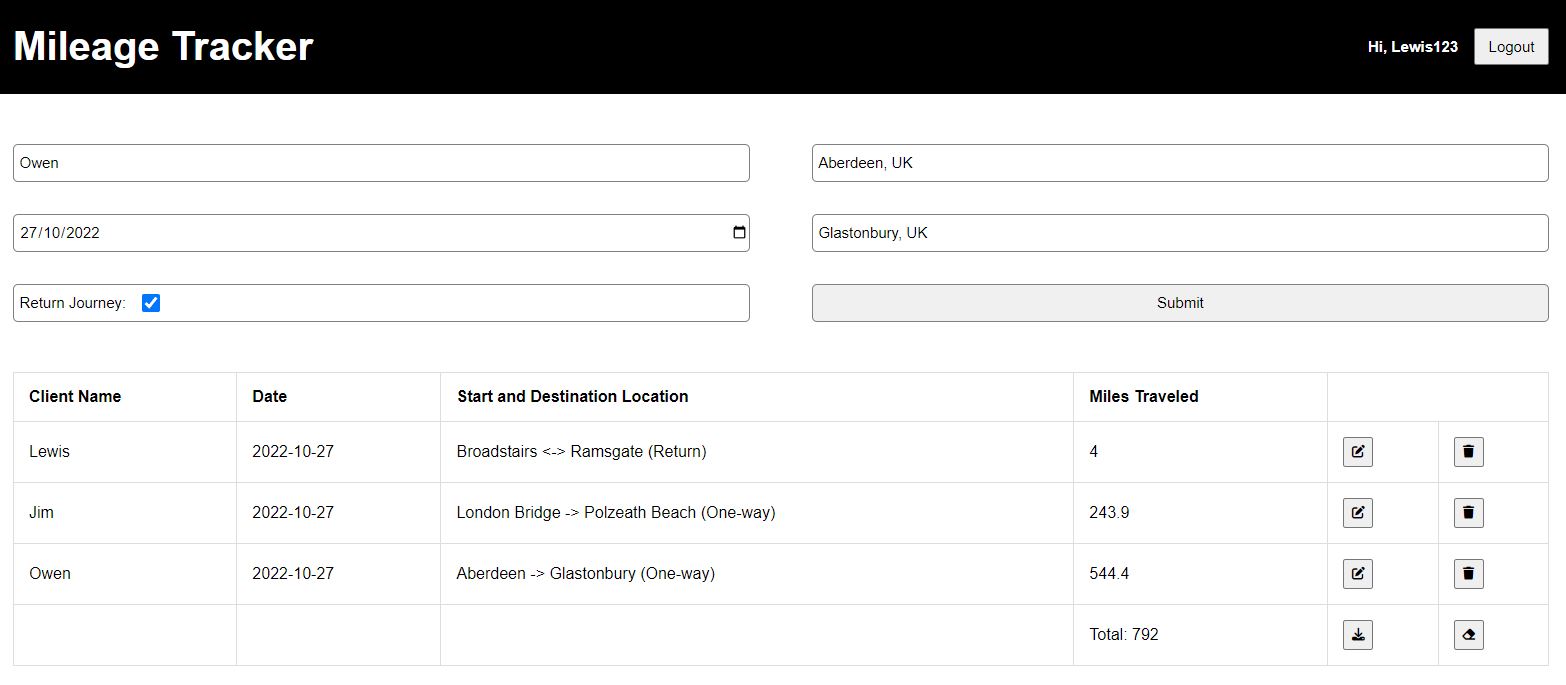 Mileage Tracker
Hi, Lewis123 Logout
Owen Aberdeen, UK
27/10/2022 Glastonbury, UK
Return Journey: Submit
Client Name Date Start and Destination Location Miles Traveled
Lewis 2022-10-27 Broadstairs <-> Ramsgate (Return) 4
Jim 2022-10-27 London Bridge -> Polzeath Beach (One-way) 243.9
Owen 2022-10-27 Aberdeen -> Glastonbury (One-way) 544.4
Total: 792